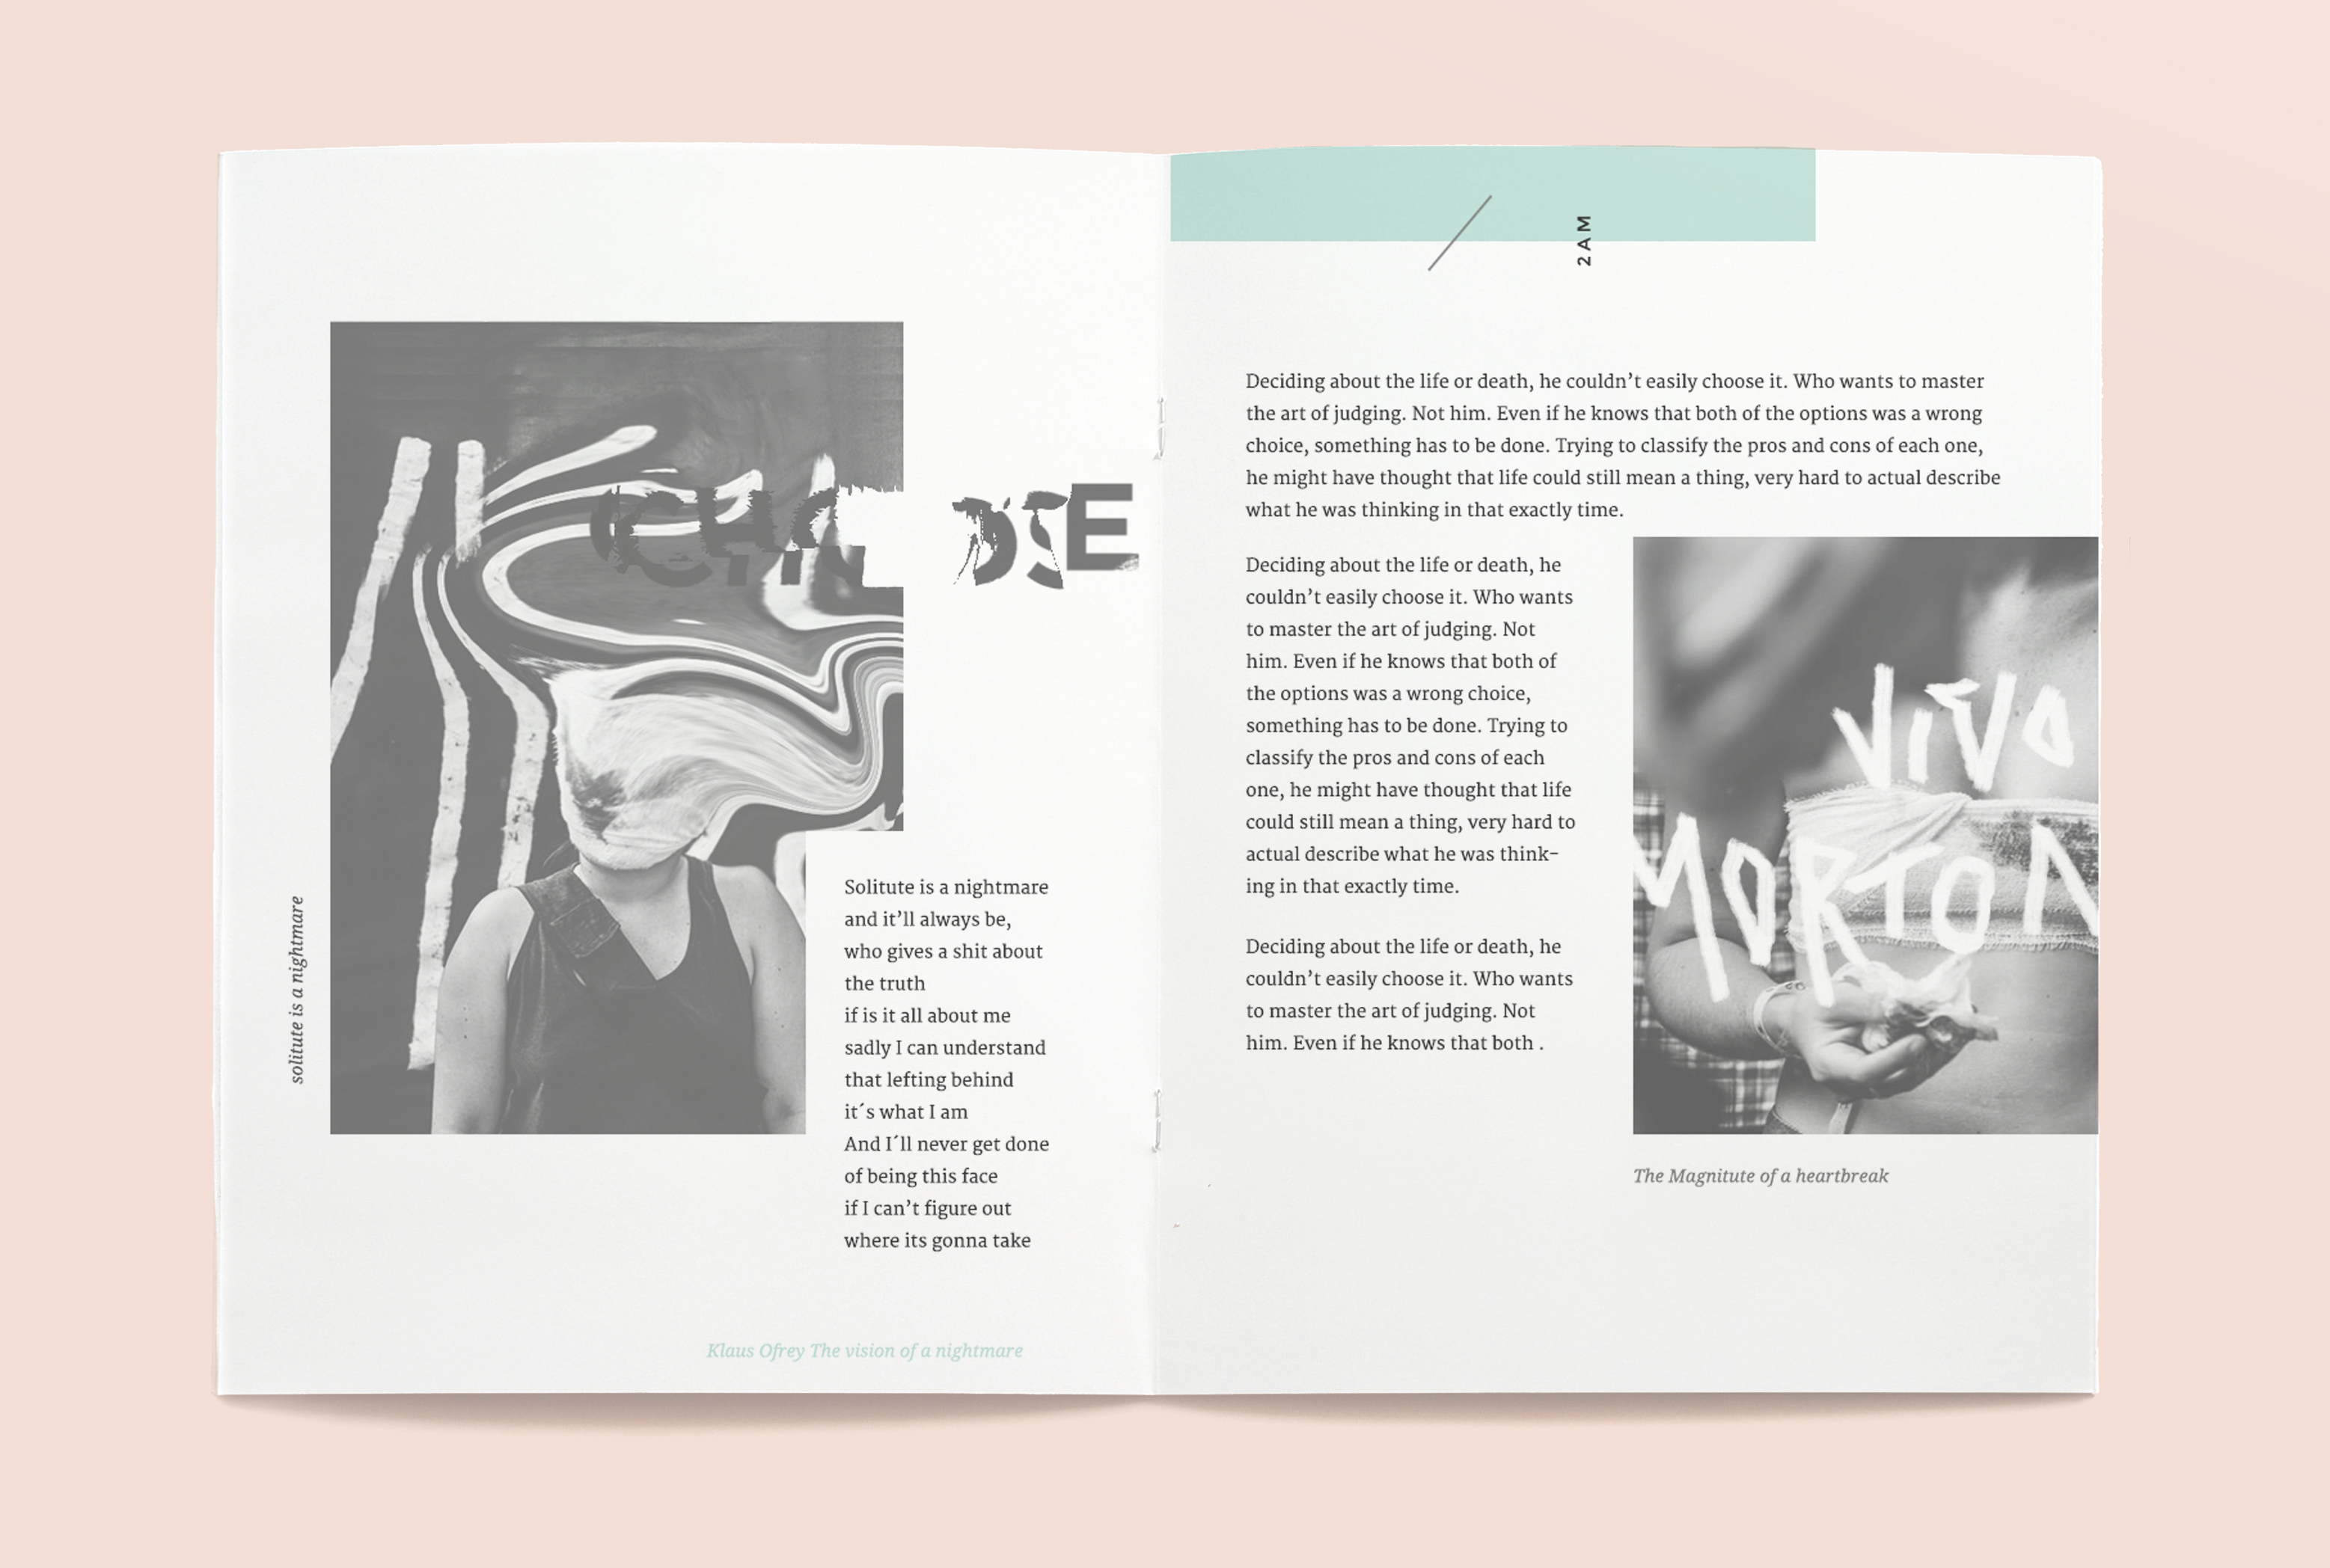 CHOOSE
solitute is a nightmare
Solitute is a nightmare
and it’ll always be,
who gives a shit about
the truth
if is it all about me
sadly I can understand
that lefting behind
it´s what I am
And I´ll never get done
of being this face
if I can’t figure out
where its gonna take
Klaus Ofrey The vision of a nightmare
2AM
Deciding about the life or death, he couldn’t easily choose it. Who wants to master
the art of judging. Not him. Even if he knows that both of the options was a wrong
choice, something has to be done. Trying to classify the pros and cons of each one,
he might have thought that life could still mean a thing, very hard to actual describe
what he was thinking in that exactly time.
Deciding about the life or death, he
couldn’t easily choose it. Who wants
to master the art of judging. Not
him. Even if he knows that both of
the options was a wrong choice,
something has to be done. Trying to
classify the pros and cons of each
one, he might have thought that life
could still mean a thing, very hard to
actual describe what he was think-
ing in that exactly time.
Deciding about the life or death, he
couldn’t easily choose it. Who wants
to master the art of judging. Not
him. Even if he knows that both .
VIVO
MORTON
The Magnitute of a heartbreak